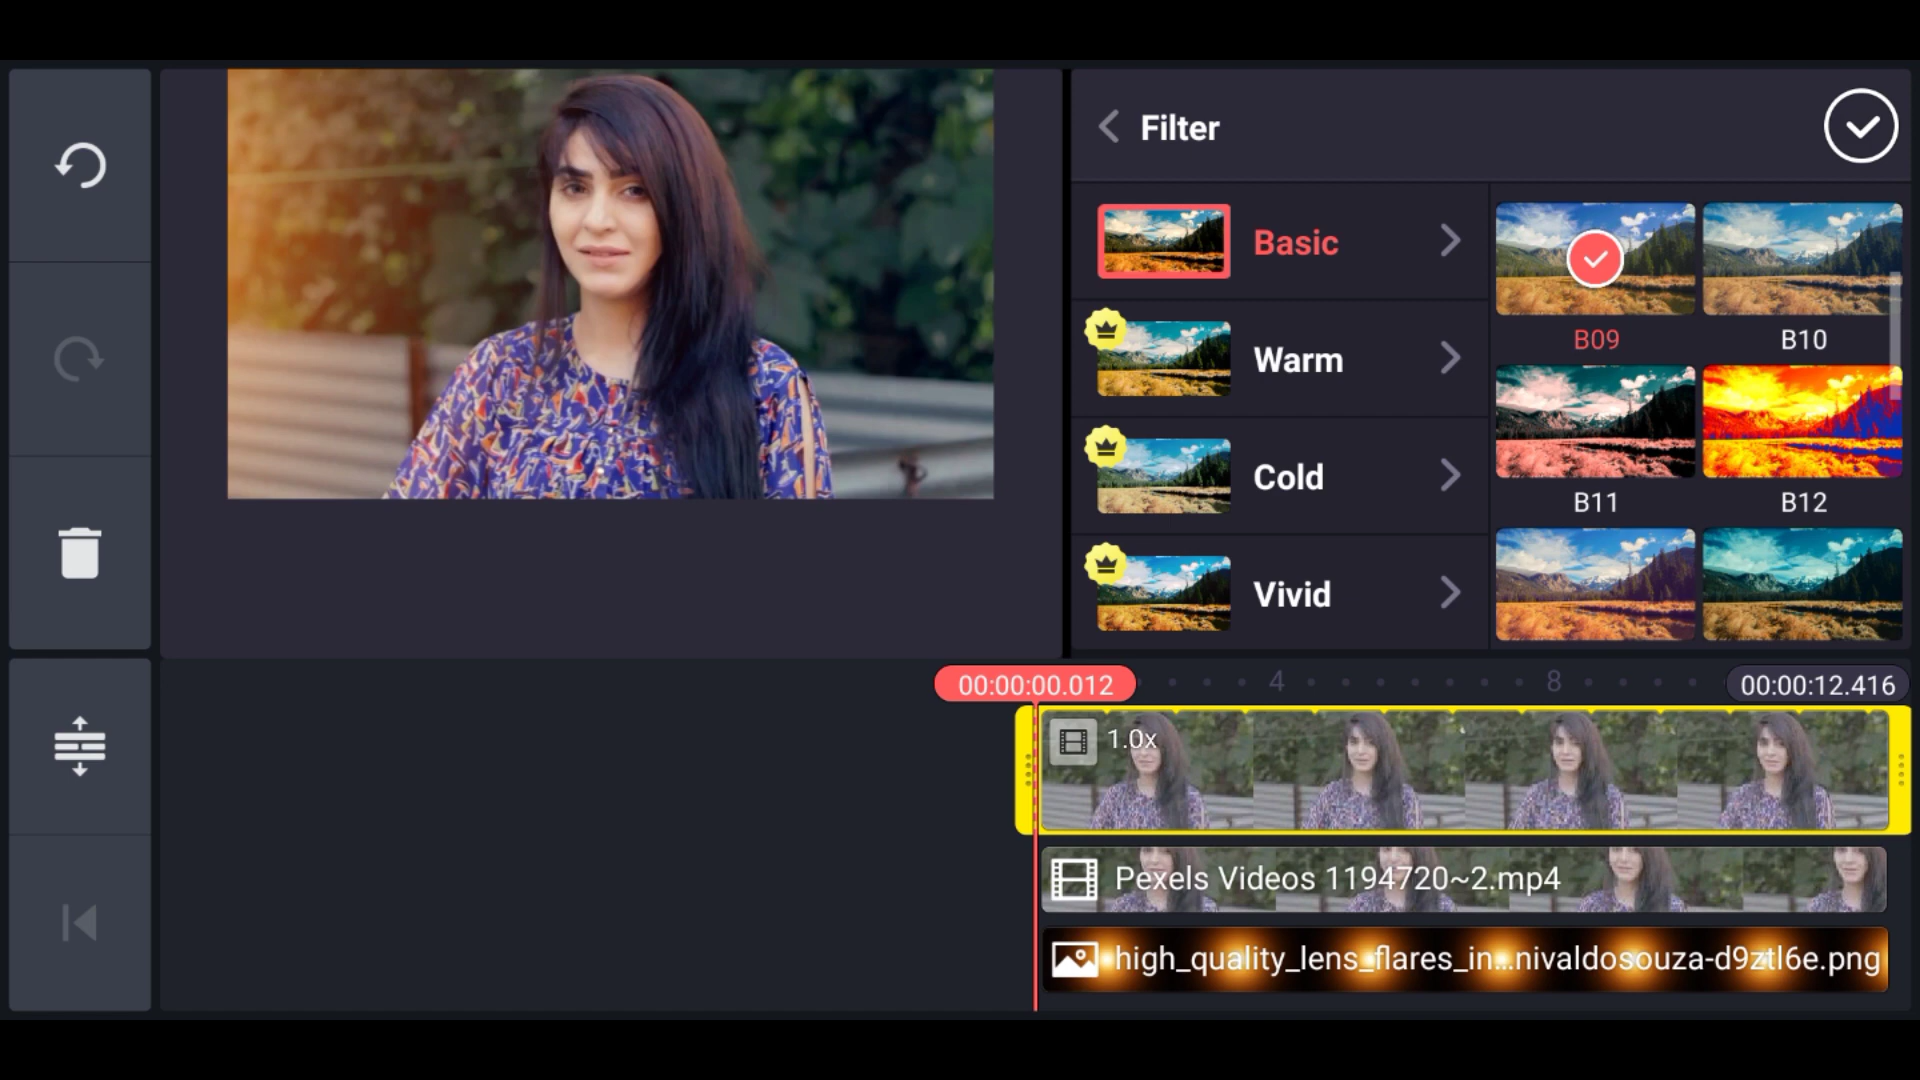 Filter
Basic
Warm
Cold
Vivid
B09
B10
B11
B12
00:00:00.012
4
8
00:00:12.416
1.0x
Pexels Videos 1194720~2.mp4
high_quality_lens_flares_in...nivaldosouza-d9ztl6e.png